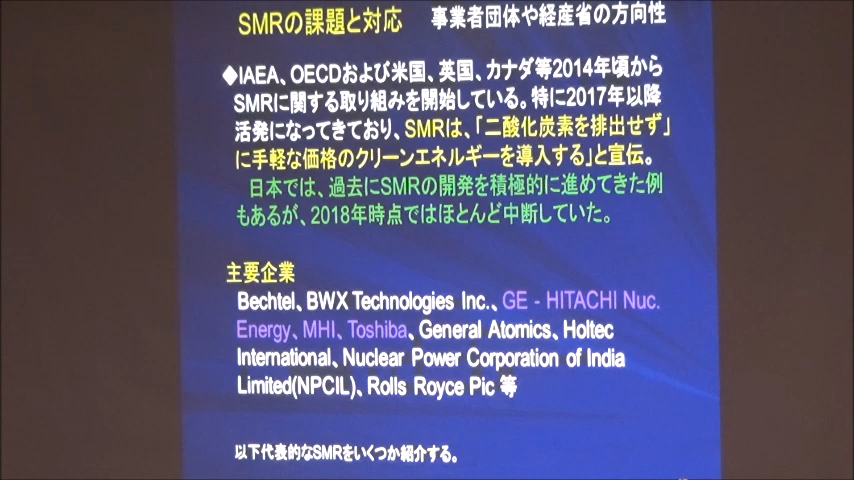 SMRの課題と対応 事業者団体や経産省の方向性
◆IAEA、OECDおよび米国、英国、カナダ等2014年頃から
SMRに関する取り組みを開始している。特に2017年以降
活発になってきており、SMRは、「二酸化炭素を排出せず」
に手軽な価格のクリーンエネルギーを導入する」と宣伝。
日本では、過去にSMRの開発を積極的に進めてきた例
もあるが、2018年時点ではほとんど中断していた。
主要企業
Bechtel、BWX Technologies Inc.、GE - HITACHI Nuc.
Energy、MHI、Toshiba、General Atomics、Holtec
International、Nuclear Power Corporation of India
Limited(NPCIL)、Rolls Royce Pic 等
以下代表的なSMRをいくつか紹介する。